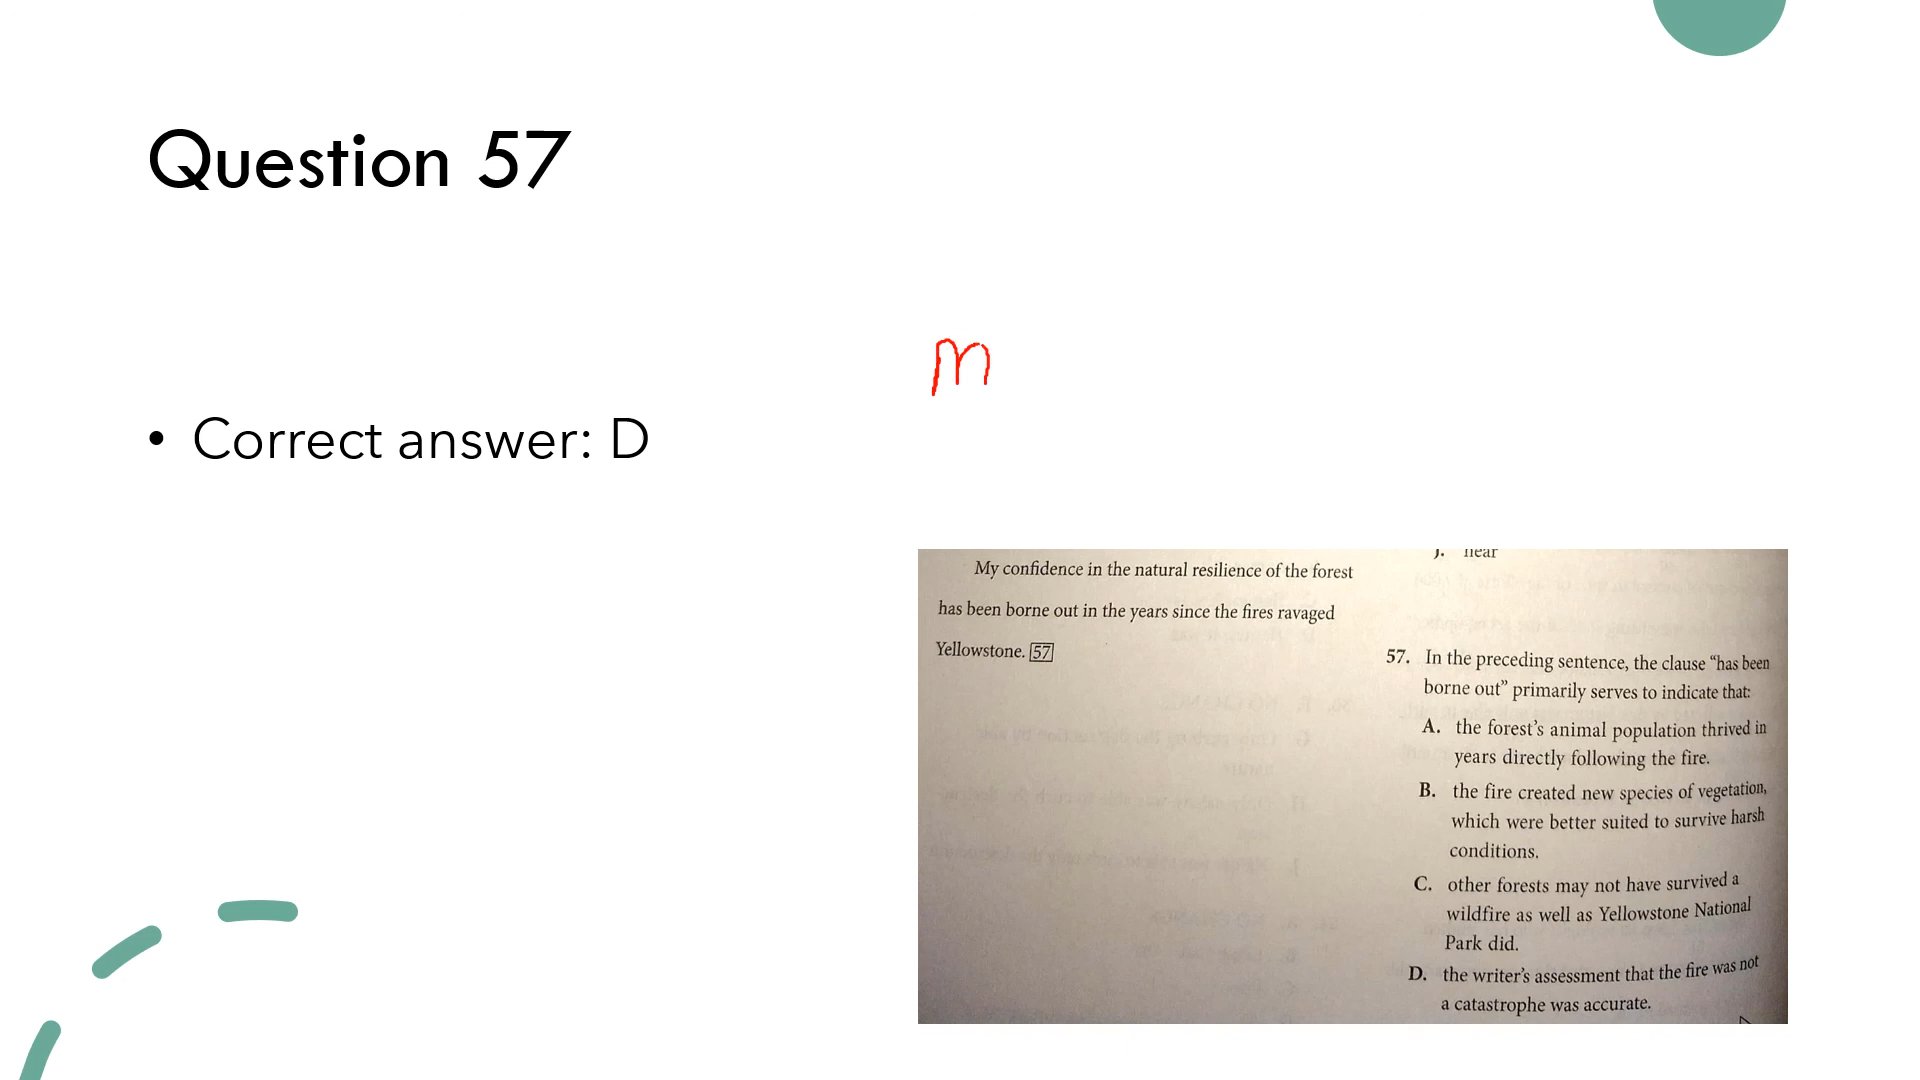 Question 57
m
• Correct answer: D
J. near
My confidence in the natural resilience of the forest
has been borne out in the years since the fires ravaged
Yellowstone. 57
57. In the preceding sentence, the clause “has been
borne out” primarily serves to indicate that:
A. the forest’s animal population thrived in
years directly following the fire.
B. the fire created new species of vegetation,
which were better suited to survive harsh
conditions.
C. other forests may not have survived a
wildfire as well as Yellowstone National
Park did.
D. the writer’s assessment that the fire was not
a catastrophe was accurate.